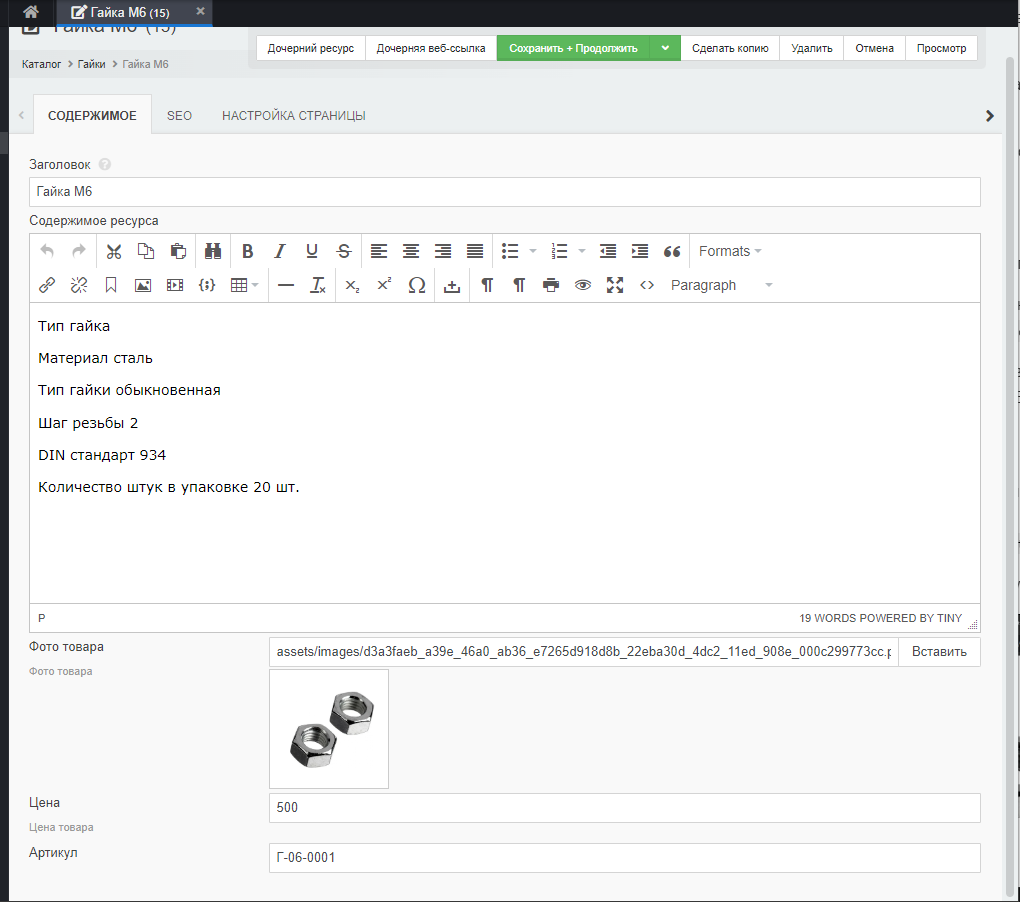 Гайка М6 (15)
Гайка М6 (15)
Дочерний ресурс Дочерняя веб-ссылка Сохранить + Продолжить Сделать копию Удалить Отмена Просмотр
Каталог > Гайки > Гайка М6
СОДЕРЖИМОЕ SEO НАСТРОЙКА СТРАНИЦЫ
Заголовок
Гайка М6
Содержимое ресурса
Formats
Paragraph
Тип гайка
Материал сталь
Тип гайки обыкновенная
Шаг резьбы 2
DIN стандарт 934
Количество штук в упаковке 20 шт.
P 19 WORDS POWERED BY TINY
Фото товара
assets/images/d3a3faeb_a39e_46a0_ab36_e7265d918d8b_22eba30d_4dc2_11ed_908e_000c299773cc.p Вставить
Фото товара
Цена
500
Цена товара
Артикул
Г-06-0001